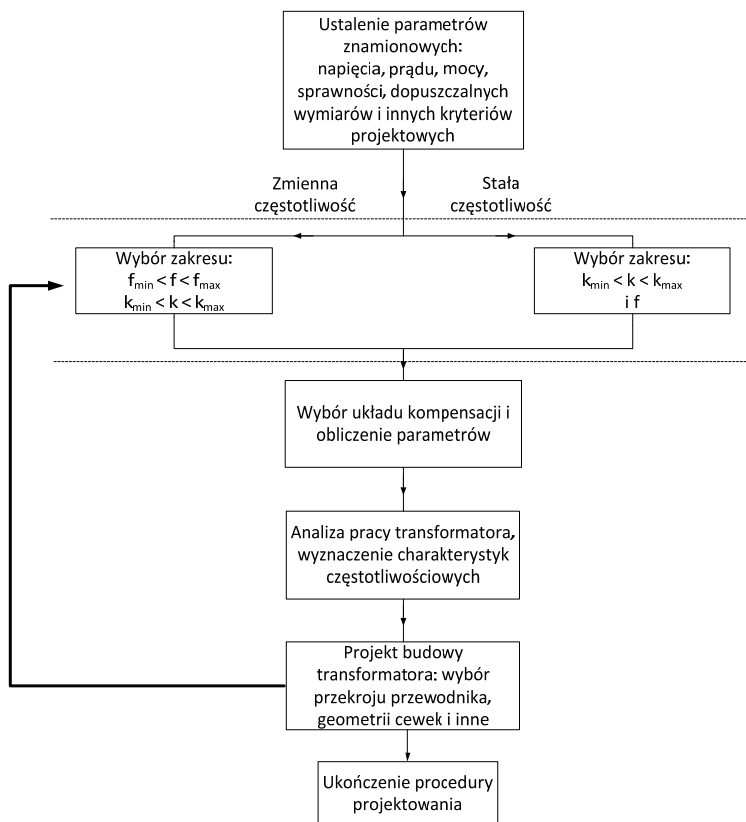 Ustalenie parametrów
znamionowych:
napięcia, prądu, mocy,
sprawności, dopuszczalnych
wymiarów i innych kryteriów
projektowych
Zmienna
częstotliwość
Stała
częstotliwość
Wybór zakresu:
fmin < f < fmax
kmin < k < kmax
Wybór zakresu:
kmin < k < kmax
i f
Wybór układu kompensacji i
obliczenie parametrów
Analiza pracy transformatora,
wyznaczenie charakterystyk
częstotliwościowych
Projekt budowy
transformatora: wybór
przekroju przewodnika,
geometrii cewek i inne
Ukończenie procedury
projektowania